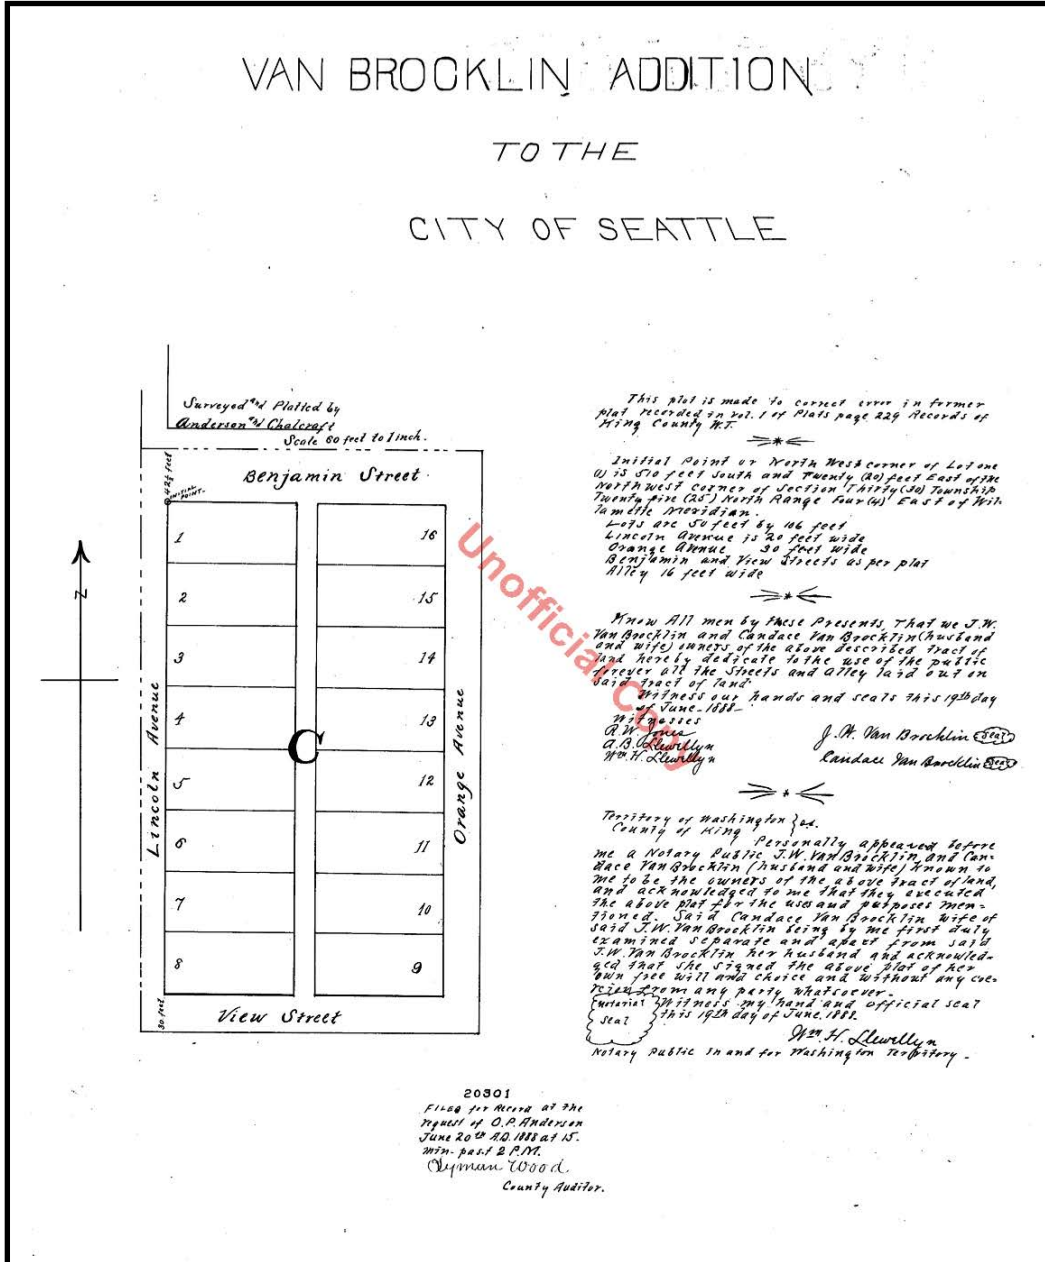 VAN BROCKLIN ADDITION
TO THE
CITY OF SEATTLE
Surveyed and Platted by
Anderson and Chalcraft
Scale 60 feet to 1 inch.
42½ feet
INITIAL POINT.
Benjamin Street
N
Lincoln Avenue
Orange Avenue
1
2
3
4
5
6
7
8
C
16
15
14
13
12
11
10
9
30 feet
View Street
This plot is made to correct error in former
plat recorded in Vol. 1 of Plats page 229 Records of
King County W.T.
Initial Point or North West corner of Lot one
(1) is 510 feet South and Twenty (20) feet East of the
North west Corner of Section Thirty (30) Township
Twenty five (25) North Range Four (4) East of Wil-
lamette Meridian.
Lots are 50 feet by 106 feet
Lincoln Avenue is 20 feet wide
Orange Avenue 30 feet wide
Benjamin and View Streets as per plat
Alley 16 feet wide
Know All men by these Presents, That we J.W.
Van Brocklin and Candace Van Brocklin (husband
and wife) owners of the above described tract of
land hereby dedicate to the use of the public
forever all the Streets and alley laid out on
said tract of land.
Witness our hands and seals this 19th day
of June 1888
Witnesses
R.W. Jones
A.B. Llewillyn
Wm. H. Llewillyn
J. W. Van Brocklin Seal
Candace Van Brocklin Seal
Territory of Washington } ss.
County of King
Personally appeared before
me a Notary Public J.W. Van Brocklin, and Can-
dace Van Brocklin (husband and wife) known to
me to be the owners of the above tract of land,
and acknowledged to me that they executed
the above plot for the uses and purposes men-
tioned. Said Candace Van Brocklin wife of
said J.W. Van Brocklin being by me first duly
examined separate and apart from said
J.W. Van Brocklin her husband and acknowled-
ged that she signed the above plat of her
own free will and choice and without any coe-
rcion from any party whatsoever.
Notarial Seal
Witness my hand and official seal
this 19th day of June. 1888.
Wm. H. Llewillyn
Notary Public in and for Washington Territory.
20301
FILED for Record at the
request of O.P. Anderson
June 20th A.D. 1888 at 15.
min. past 2 P.M.
Lyman Wood.
County Auditor.
Unofficial Copy